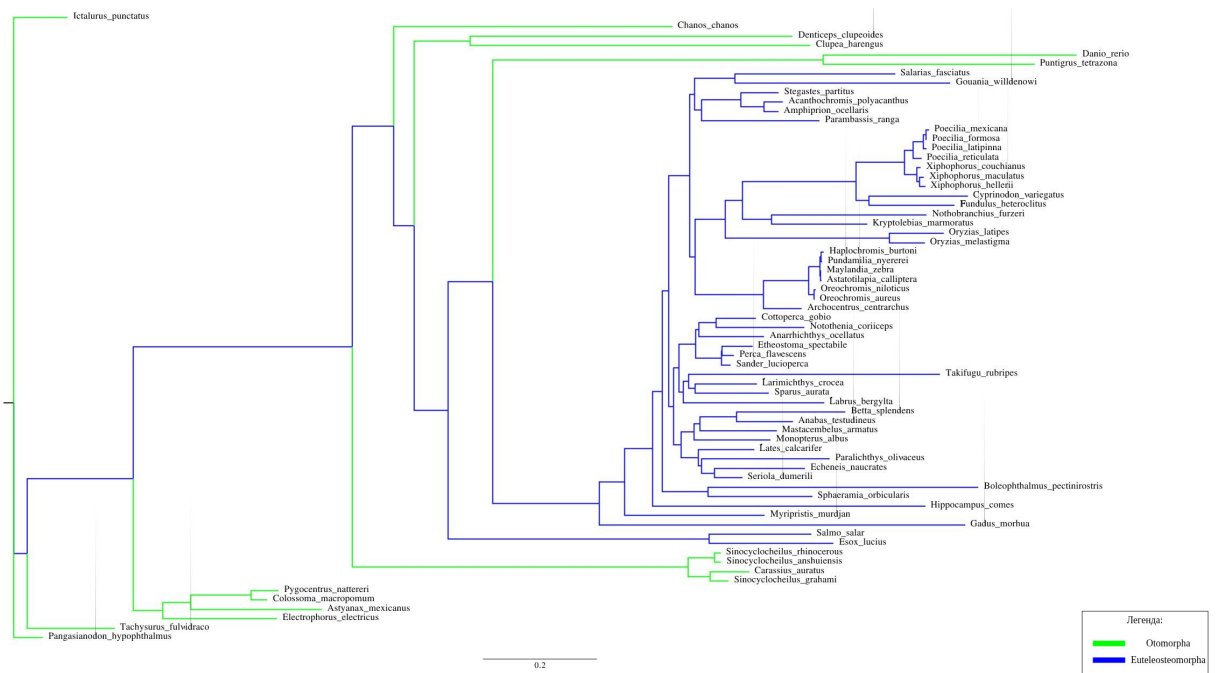 Ictalurus_punctatus
Chanos_chanos
Denticeps_clupeoides
Clupea_harengus
Danio_rerio
Puntigrus_tetrazona
Salarias_fasciatus
Gouania_willdenowi
Stegastes_partitus
Acanthochromis_polyacanthus
Amphiprion_ocellaris
Parambassis_ranga
Poecilia_mexicana
Poecilia_formosa
Poecilia_latipinna
Poecilia_reticulata
Xiphophorus_couchianus
Xiphophorus_maculatus
Xiphophorus_hellerii
Cyprinodon_variegatus
Fundulus_heteroclitus
Nothobranchius_furzeri
Kryptolebias_marmoratus
Oryzias_latipes
Oryzias_melastigma
Haplochromis_burtoni
Pundamilia_nyererei
Maylandia_zebra
Astatotilapia_calliptera
Oreochromis_niloticus
Oreochromis_aureus
Archocentrus_centrarchus
Cottoperca_gobio
Notothenia_coriiceps
Anarrhichthys_ocellatus
Etheostoma_spectabile
Perca_flavescens
Sander_lucioperca
Takifugu_rubripes
Larimichthys_crocea
Sparus_aurata
Labrus_bergylta
Betta_splendens
Anabas_testudineus
Mastacembelus_armatus
Monopterus_albus
Lates_calcarifer
Paralichthys_olivaceus
Echeneis_naucrates
Seriola_dumerili
Boleophthalmus_pectinirostris
Sphaeramia_orbicularis
Hippocampus_comes
Myripristis_murdjan
Gadus_morhua
Salmo_salar
Esox_lucius
Sinocyclocheilus_rhinocerous
Sinocyclocheilus_anshuiensis
Carassius_auratus
Sinocyclocheilus_grahami
Pygocentrus_nattereri
Colossoma_macropomum
Astyanax_mexicanus
Electrophorus_electricus
Tachysurus_fulvidraco
Pangasianodon_hypophthalmus
0.2
Легенда:
Otomorpha
Euteleosteomorpha